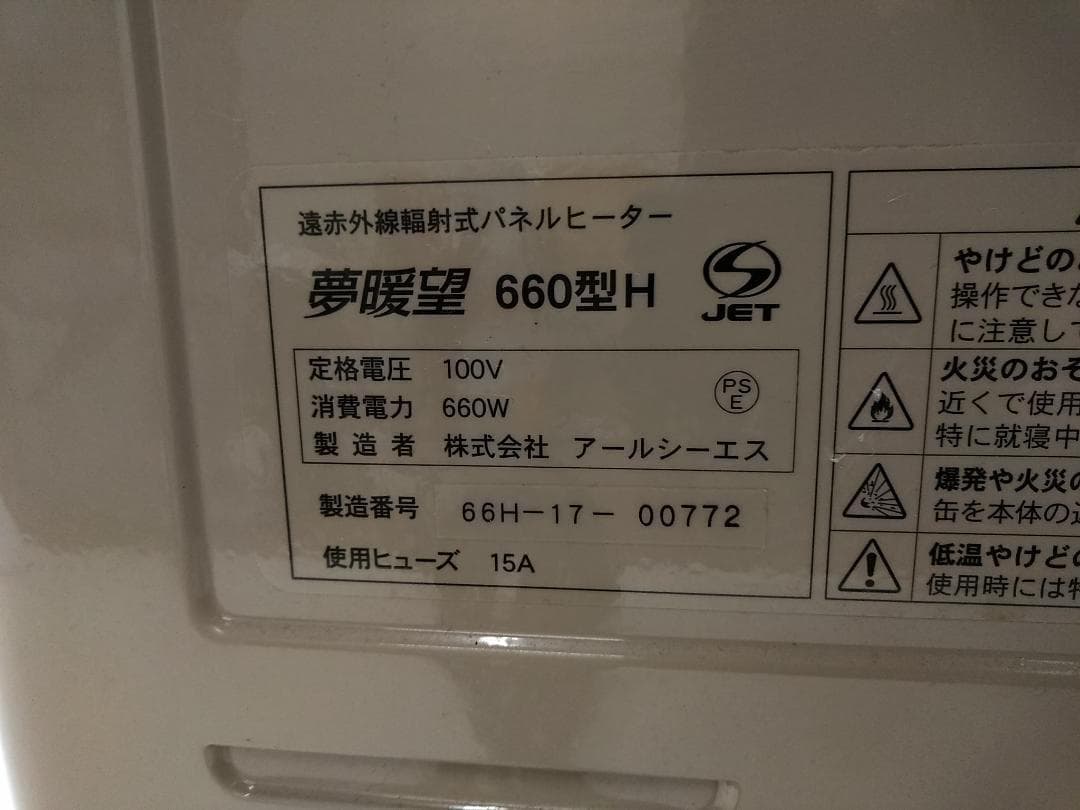 遠赤外線輻射式パネルヒーター
夢暖望 660型H
JET
定格電圧 100V
消費電力 660W
PS
E
製造者 株式会社 アールシーエス
製造番号 66H-17- 00772
使用ヒューズ 15A
やけどの
操作できな
に注意して
火災のおそ
近くで使用
特に就寝中
爆発や火災の
缶を本体の近
低温やけどの
使用時には特